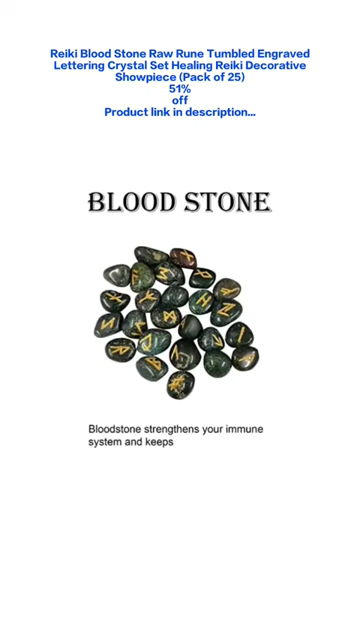 Reiki Blood Stone Raw Rune Tumbled Engraved
Lettering Crystal Set Healing Reiki Decorative
Showpiece (Pack of 25)
51%
off
Product link in description...
BLOOD STONE
Bloodstone strengthens your immune
system and keeps